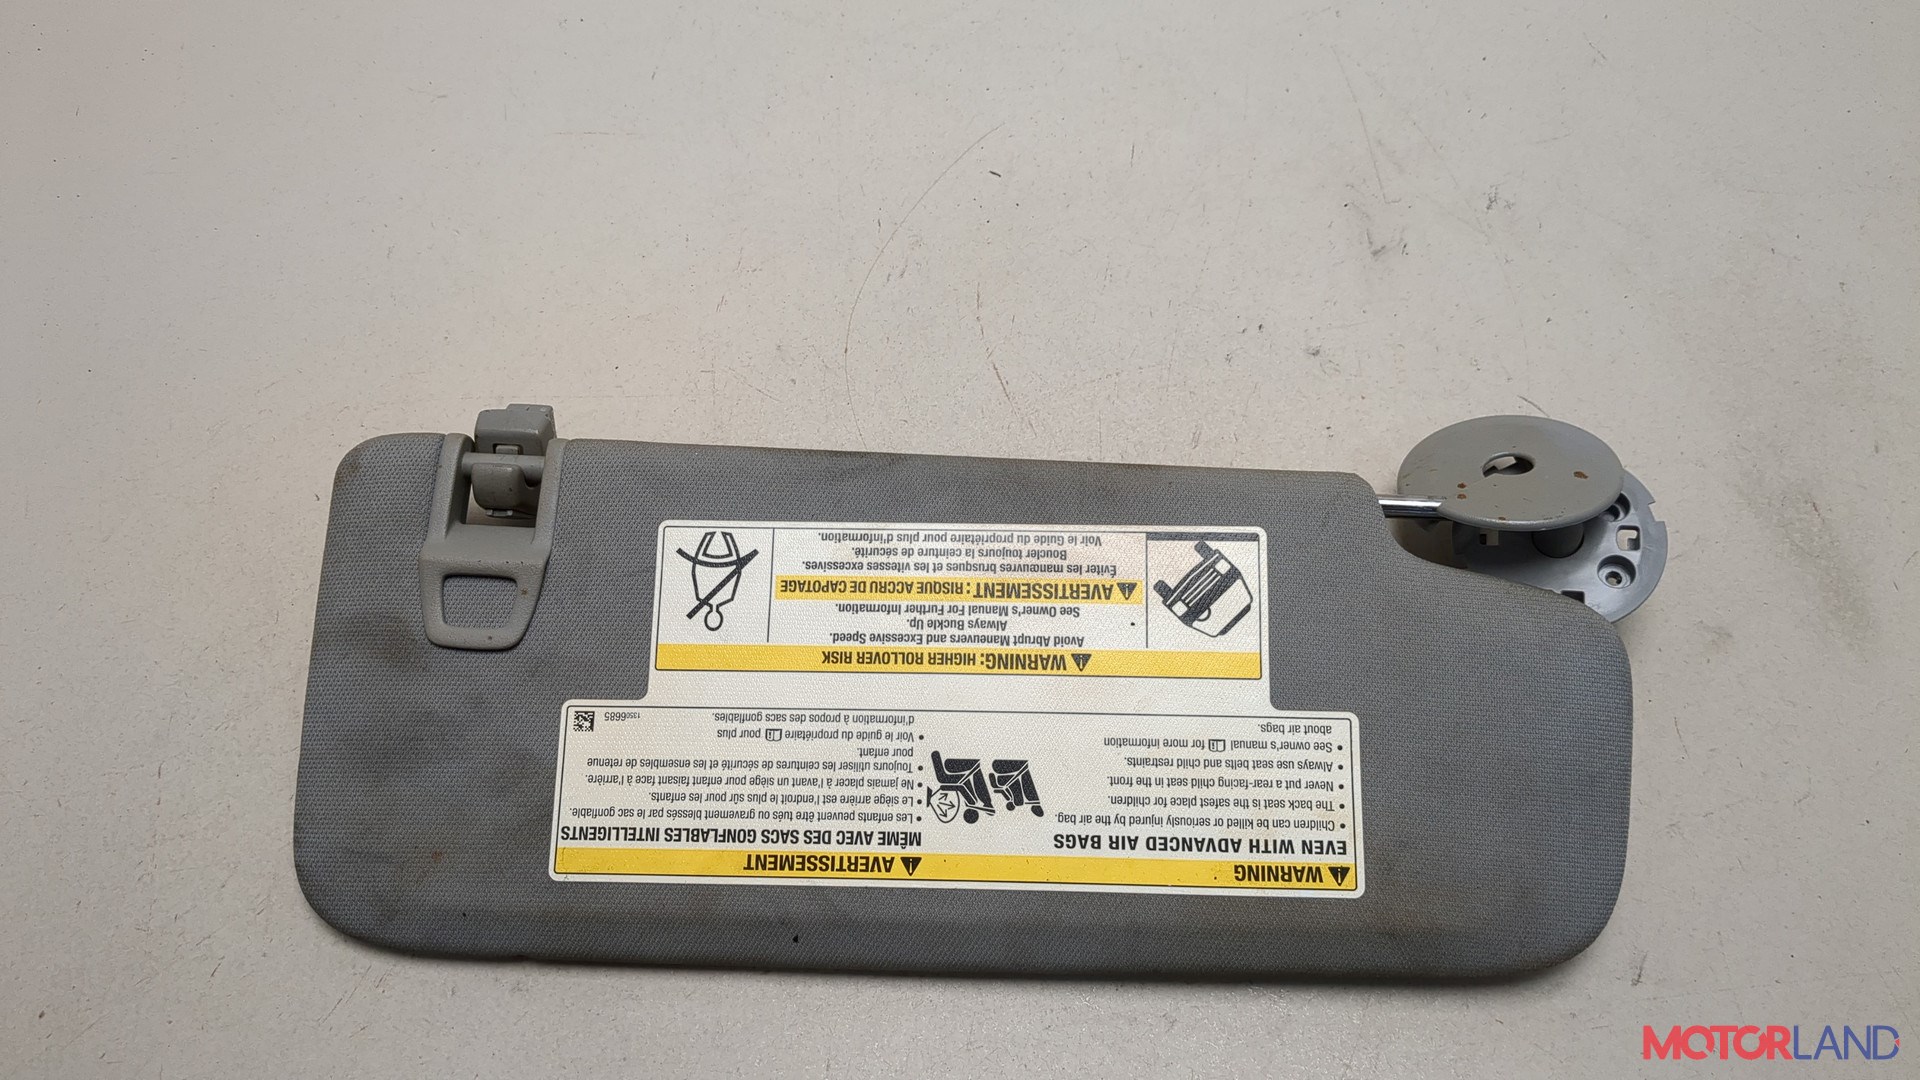 WARNING
EVEN WITH ADVANCED AIR BAGS
• Children can be killed or seriously injured by the air bag.
• The back seat is the safest place for children.
• Never put a rear-facing child seat in the front.
• Always use seat belts and child restraints.
• See owner's manual for more information
about air bags.
AVERTISSEMENT
MÊME AVEC DES SACS GONFLABLES INTELLIGENTS
• Les enfants peuvent être tués ou gravement blessés par le sac gonflable.
• Le siège arrière est l'endroit le plus sûr pour les enfants.
• Ne jamais placer à l'avant un siège pour enfant faisant face à l'arrière.
• Toujours utiliser les ceintures de sécurité et les ensembles de retenue
pour enfant.
• Voir le guide du propriétaire pour plus
d'information à propos des sacs gonflables.
13506685
WARNING: HIGHER ROLLOVER RISK
Avoid Abrupt Maneuvers and Excessive Speed.
Always Buckle Up.
See Owner's Manual For Further Information.
AVERTISSEMENT : RISQUE ACCRU DE CAPOTAGE
Éviter les manœuvres brusques et les vitesses excessives.
Boucler toujours la ceinture de sécurité.
Voir le Guide du propriétaire pour plus d'information.
MOTORLAND